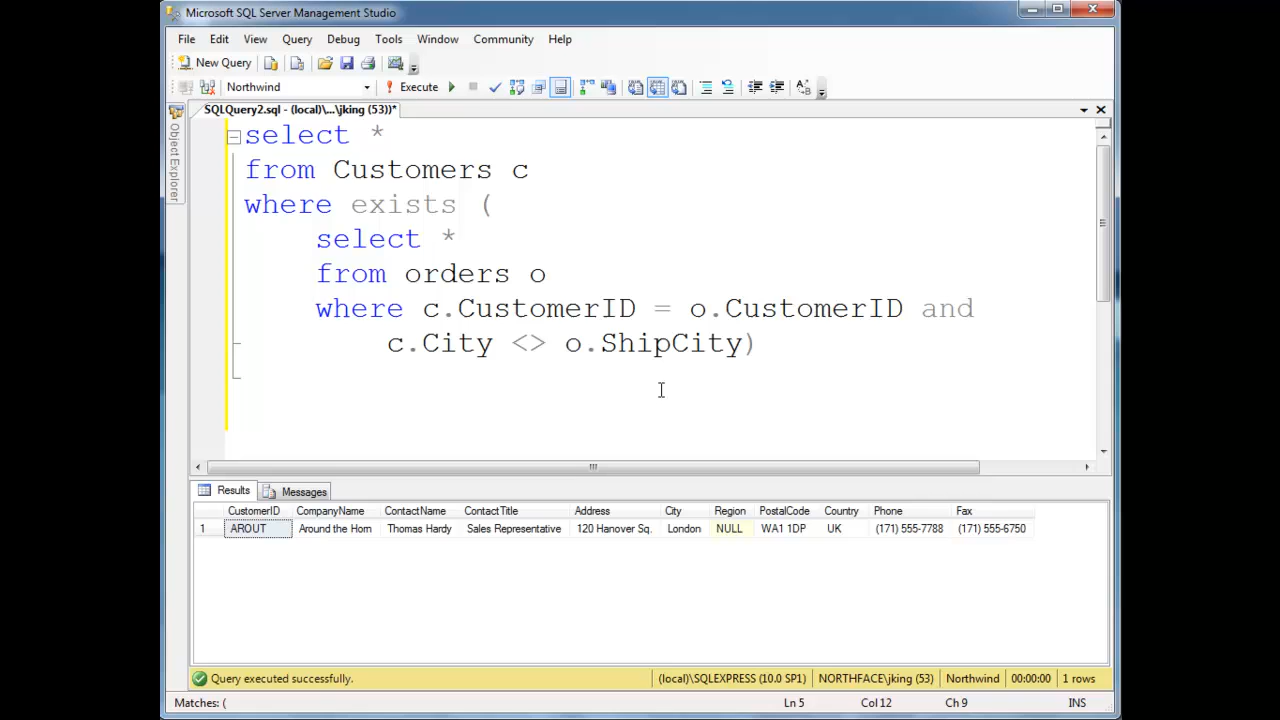 Microsoft SQL Server Management Studio
File Edit View Query Debug Tools Window Community Help
New Query
Northwind Execute
SQLQuery2.sql - (local)\...\jking (53))*
Object Explorer
select *
from Customers c
where exists (
select *
from orders o
where c.CustomerID = o.CustomerID and
c.City <> o.ShipCity)
Results Messages
CustomerID CompanyName ContactName ContactTitle Address City Region PostalCode Country Phone Fax
1 AROUT Around the Horn Thomas Hardy Sales Representative 120 Hanover Sq. London NULL WA1 1DP UK (171) 555-7788 (171) 555-6750
Query executed successfully. (local)\SQLEXPRESS (10.0 SP1) NORTHFACE\jking (53) Northwind 00:00:00 1 rows
Matches: ( Ln 5 Col 12 Ch 9 INS